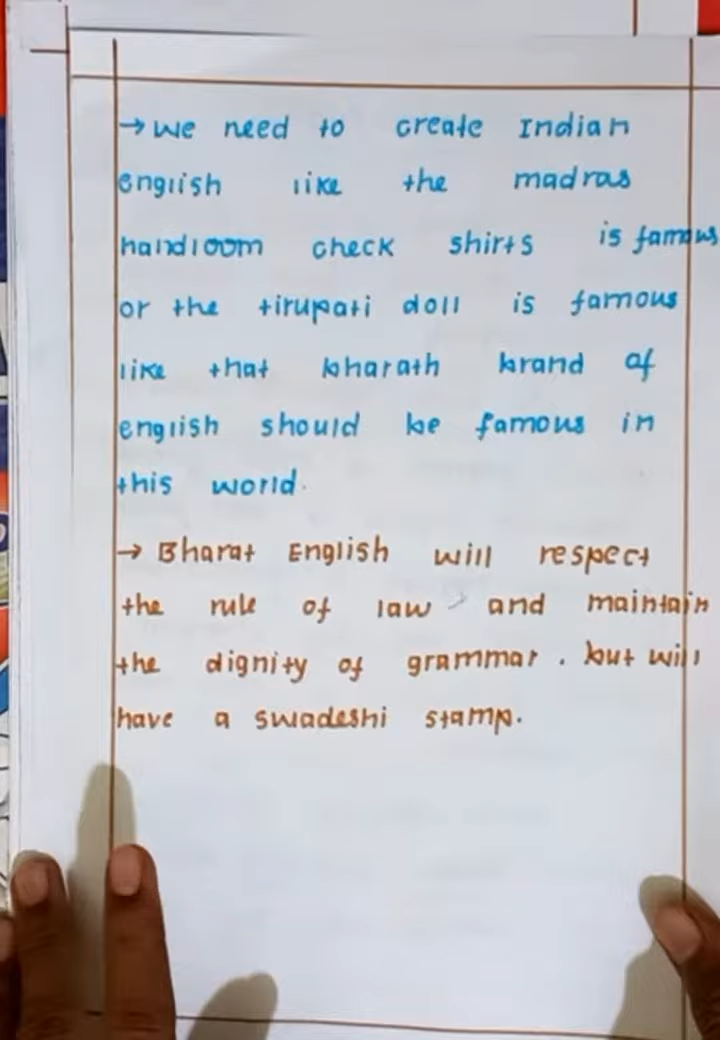 → we need to create Indian
english like the madras
handloom check shirts is famous
or the tirupati doll is famous
like that bharath brand of
english should be famous in
this world.
→ Bharat English will respect
the rule of law and maintain
the dignity of grammar. but will
have a swadeshi stamp.